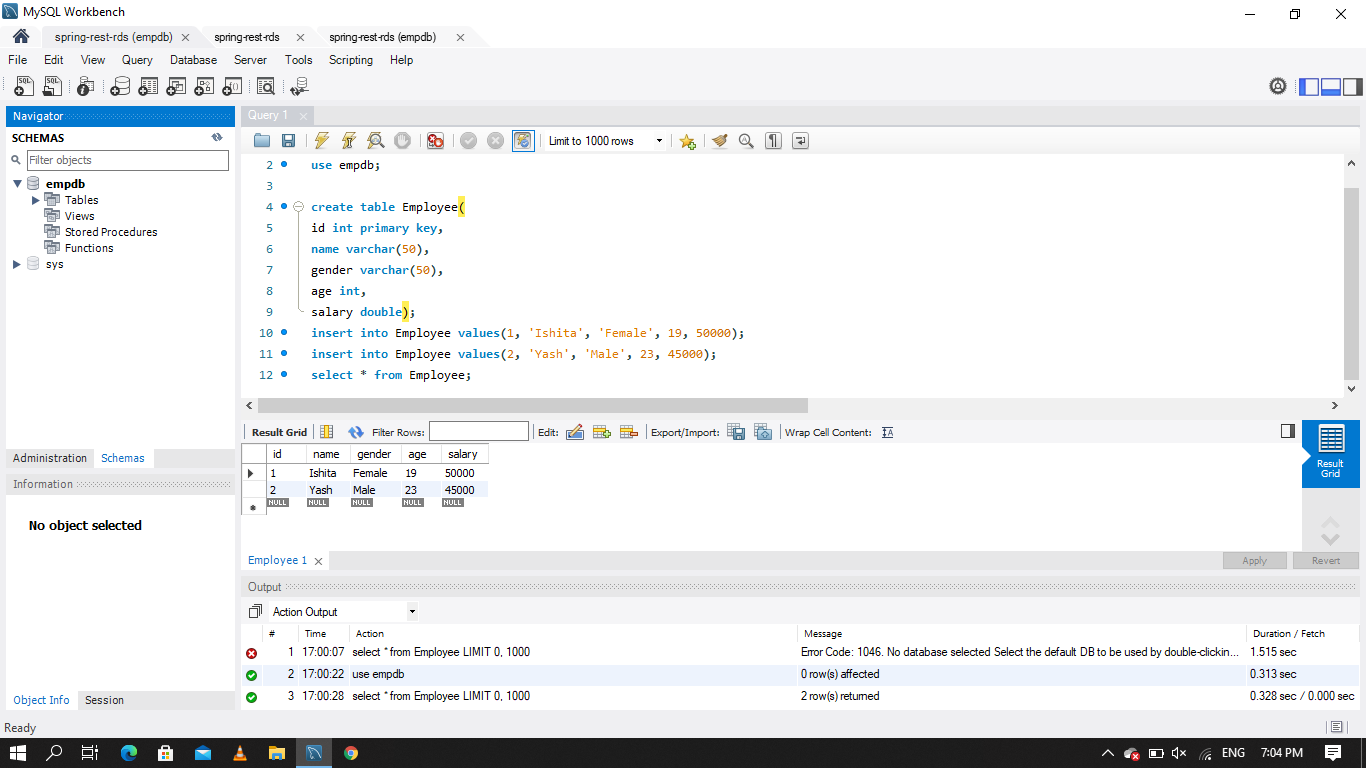 MySQL Workbench
spring-rest-rds (empdb) spring-rest-rds spring-rest-rds (empdb)
File Edit View Query Database Server Tools Scripting Help
Navigator
SCHEMAS
Filter objects
empdb
Tables
Views
Stored Procedures
Functions
sys
Administration Schemas
Information
No object selected
Object Info Session
Query 1
Limit to 1000 rows
2 use empdb;
3
4 create table Employee(
5 id int primary key,
6 name varchar(50),
7 gender varchar(50),
8 age int,
9 salary double);
10 insert into Employee values(1, 'Ishita', 'Female', 19, 50000);
11 insert into Employee values(2, 'Yash', 'Male', 23, 45000);
12 select * from Employee;
Result Grid Filter Rows: Edit: Export/Import: Wrap Cell Content:
id name gender age salary
1 Ishita Female 19 50000
2 Yash Male 23 45000
NULL NULL NULL NULL NULL
Result Grid
Employee 1 Apply Revert
Output
Action Output
# Time Action Message Duration / Fetch
1 17:00:07 select * from Employee LIMIT 0, 1000 Error Code: 1046. No database selected Select the default DB to be used by double-clickin... 1.515 sec
2 17:00:22 use empdb 0 row(s) affected 0.313 sec
3 17:00:28 select * from Employee LIMIT 0, 1000 2 row(s) returned 0.328 sec / 0.000 sec
Ready
ENG 7:04 PM